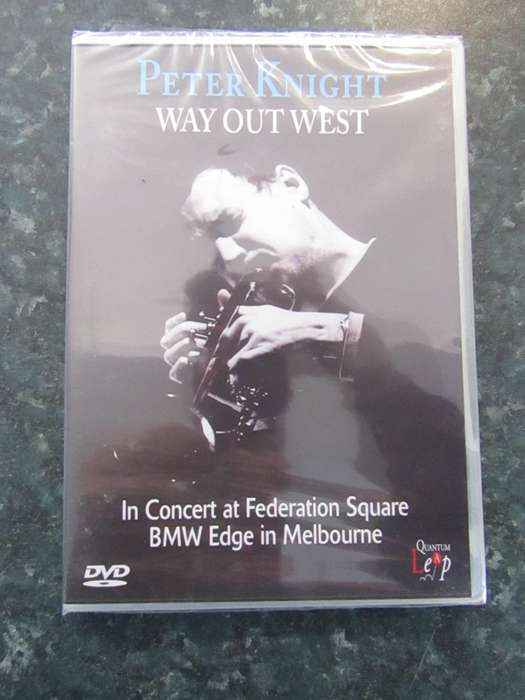 PETER KNIGHT
WAY OUT WEST
In Concert at Federation Square
BMW Edge in Melbourne
DVD
QUANTUM
LeAp